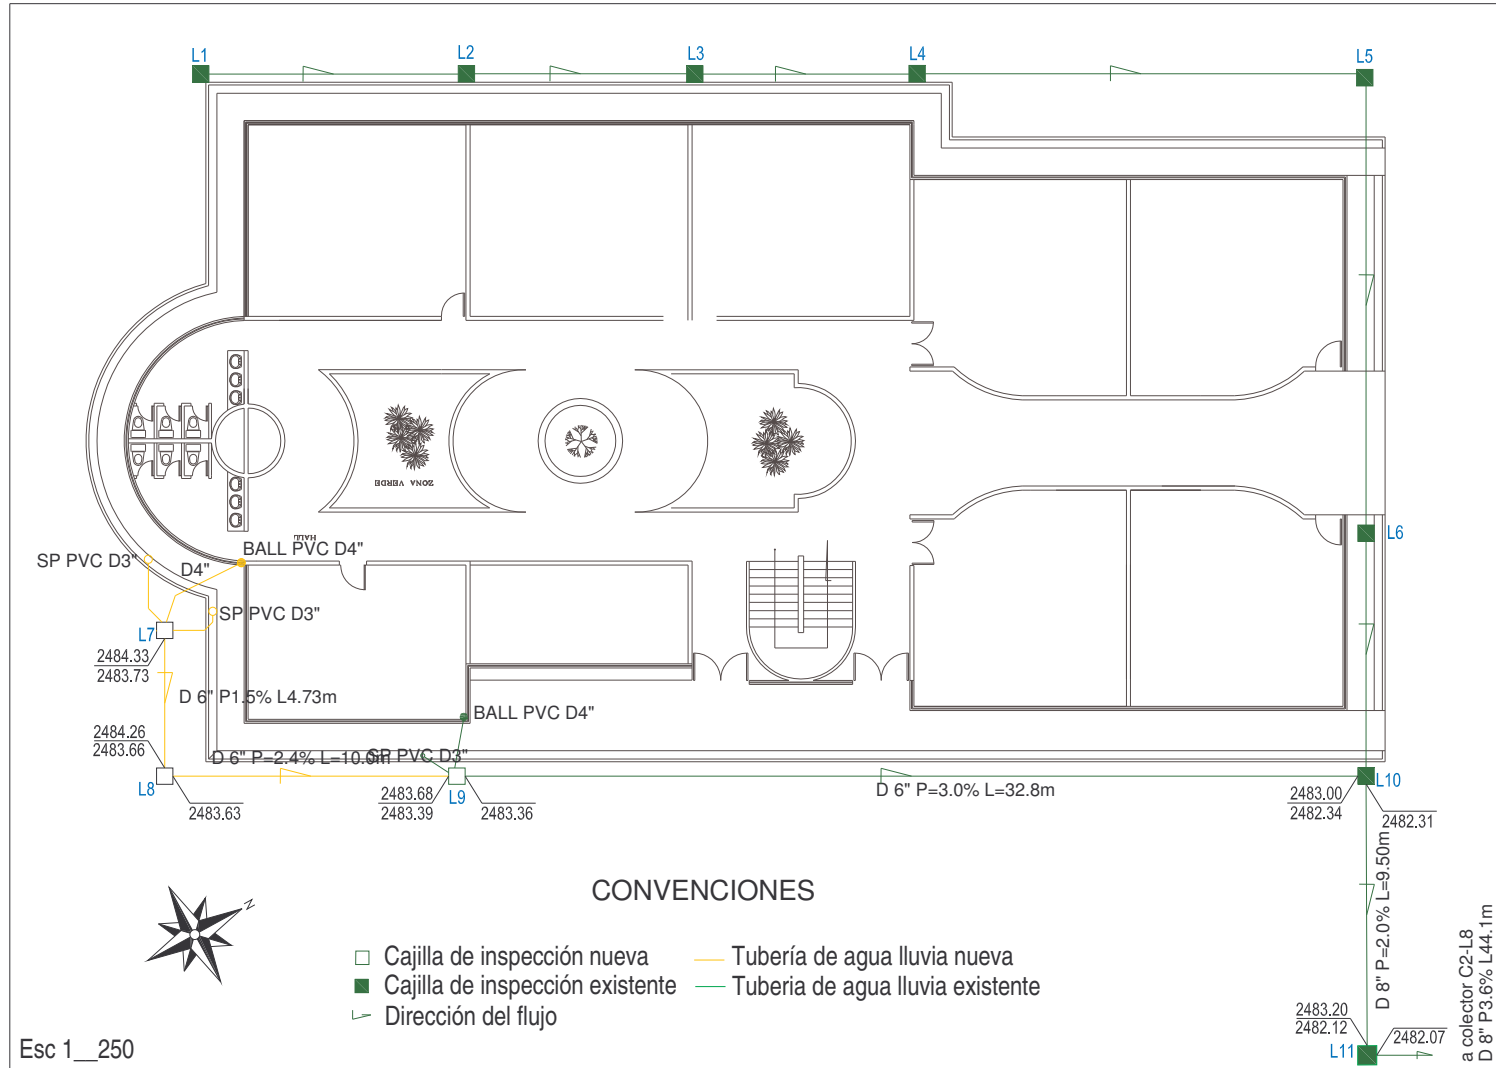 L1
L2
L3
L4
L5
ZONA VERDE
HALL
BALL PVC D4"
SP PVC D3"
D4"
SP PVC D3"
L6
L7
2484.33
2483.73
D 6" P1.5% L4.73m
BALL PVC D4"
2484.26
2483.66
D 6" P=2.4% L=10.0m
SP PVC D3"
L8
2483.63
2483.68
2483.39
L9
2483.36
D 6" P=3.0% L=32.8m
2483.00
2482.34
L10
2482.31
D 8" P=2.0% L=9.50m
CONVENCIONES
N
Cajilla de inspección nueva
Cajilla de inspección existente
Dirección del flujo
Tubería de agua lluvia nueva
Tuberia de agua lluvia existente
2483.20
2482.12
L11
2482.07
a colector C2-L8
D 8" P3.6% L44.1m
Esc 1__250